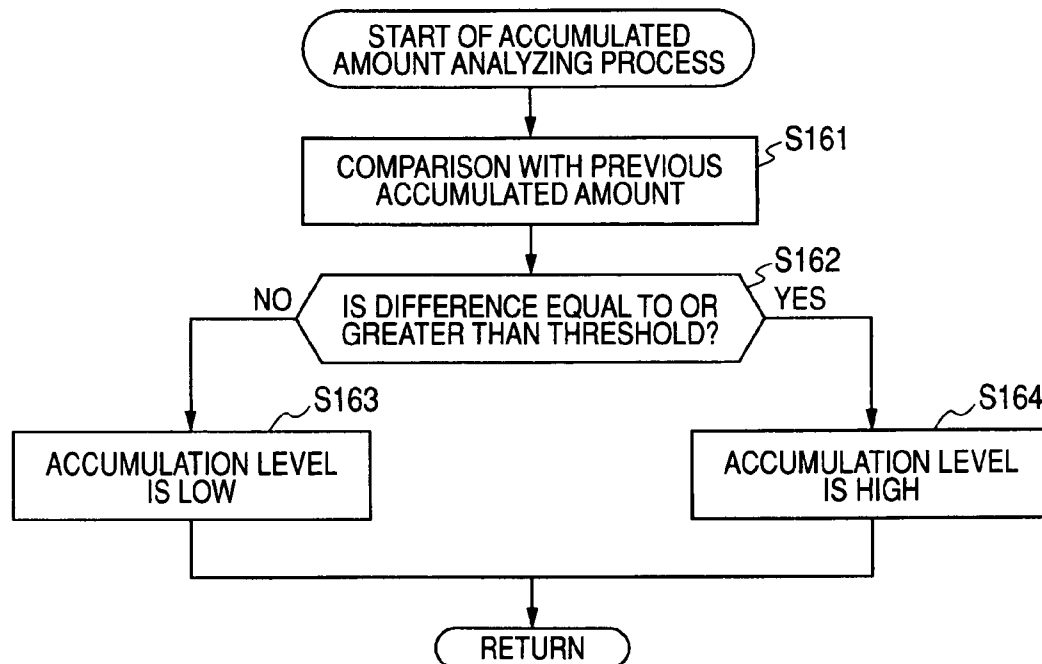 START OF ACCUMULATED
AMOUNT ANALYZING PROCESS
S161
COMPARISON WITH PREVIOUS
ACCUMULATED AMOUNT
S162
NO
IS DIFFERENCE EQUAL TO OR
GREATER THAN THRESHOLD?
YES
S163
ACCUMULATION LEVEL
IS LOW
S164
ACCUMULATION LEVEL
IS HIGH
RETURN